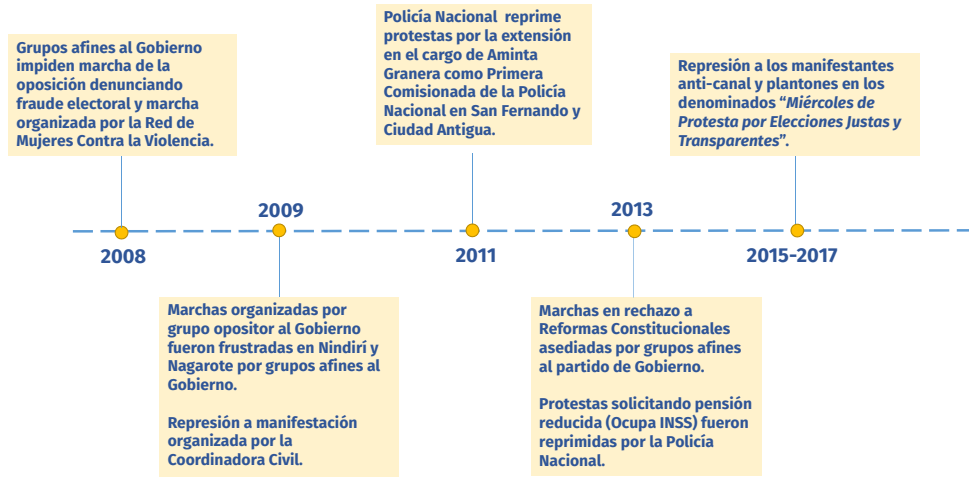 Grupos afines al Gobierno
impiden marcha de la
oposición denunciando
fraude electoral y marcha
organizada por la Red de
Mujeres Contra la Violencia.
2008
2009
Marchas organizadas por
grupo opositor al Gobierno
fueron frustradas en Nindirí y
Nagarote por grupos afines al
Gobierno.
Represión a manifestación
organizada por la
Coordinadora Civil.
Policía Nacional reprime
protestas por la extensión
en el cargo de Aminta
Granera como Primera
Comisionada de la Policía
Nacional en San Fernando y
Ciudad Antigua.
2011
2013
Marchas en rechazo a
Reformas Constitucionales
asediadas por grupos afines
al partido de Gobierno.
Protestas solicitando pensión
reducida (Ocupa INSS) fueron
reprimidas por la Policía
Nacional.
Represión a los manifestantes
anti-canal y plantones en los
denominados “Miércoles de
Protesta por Elecciones Justas y
Transparentes”.
2015-2017